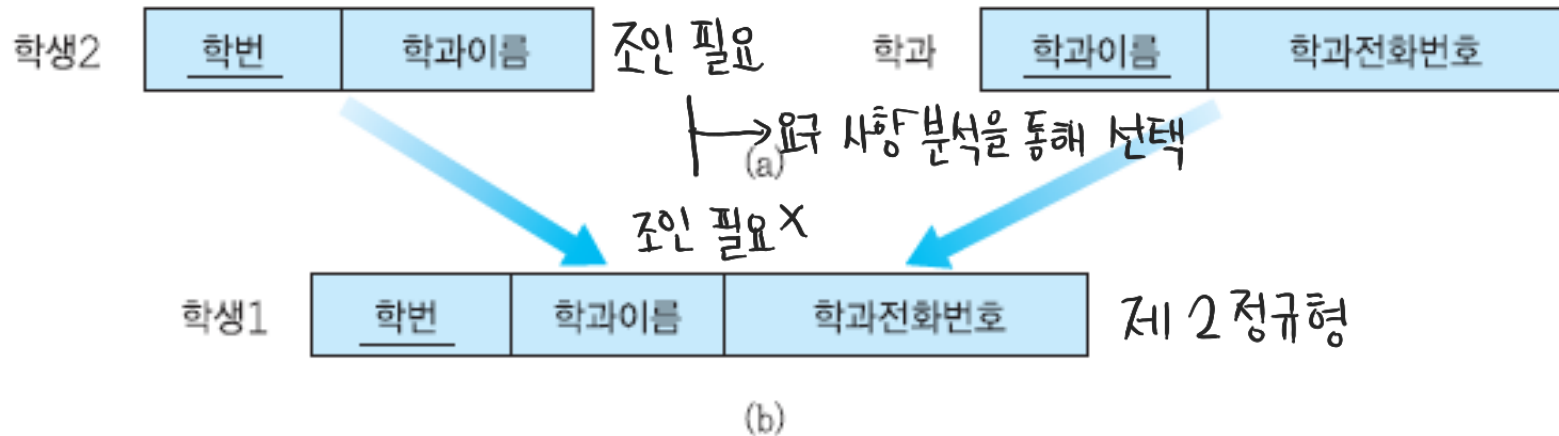 학생2 학번 학과이름 조인 필요 학과 학과이름 학과전화번호
요구 사항 분석을 통해 선택
(a)
조인 필요 X
학생1 학번 학과이름 학과전화번호 제 2 정규형
(b)